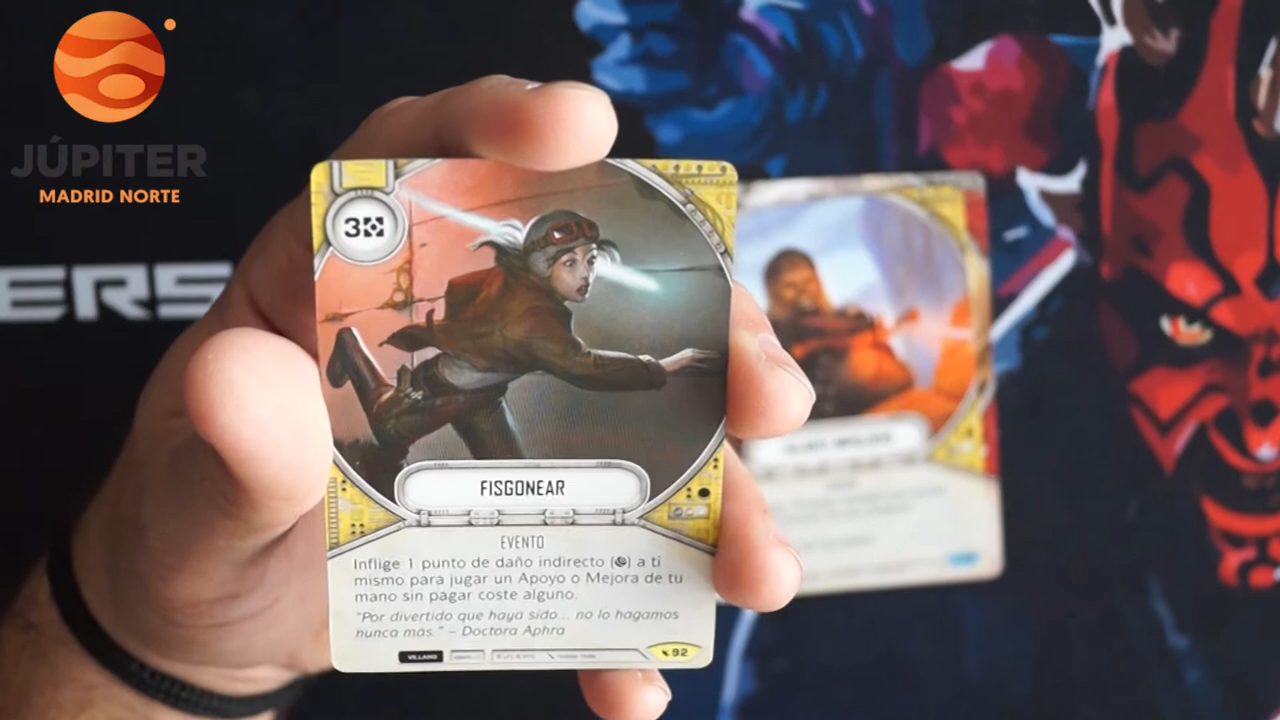 JÚPITER
MADRID NORTE
ERS
3
FISGONEAR
EVENTO
Inflige 1 punto de daño indirecto ( ) a ti
mismo para jugar un Apoyo o Mejora de tu
mano sin pagar coste alguno.
"Por divertido que haya sido... no lo hagamos
nunca más." – Doctora Aphra
VILLANO
92